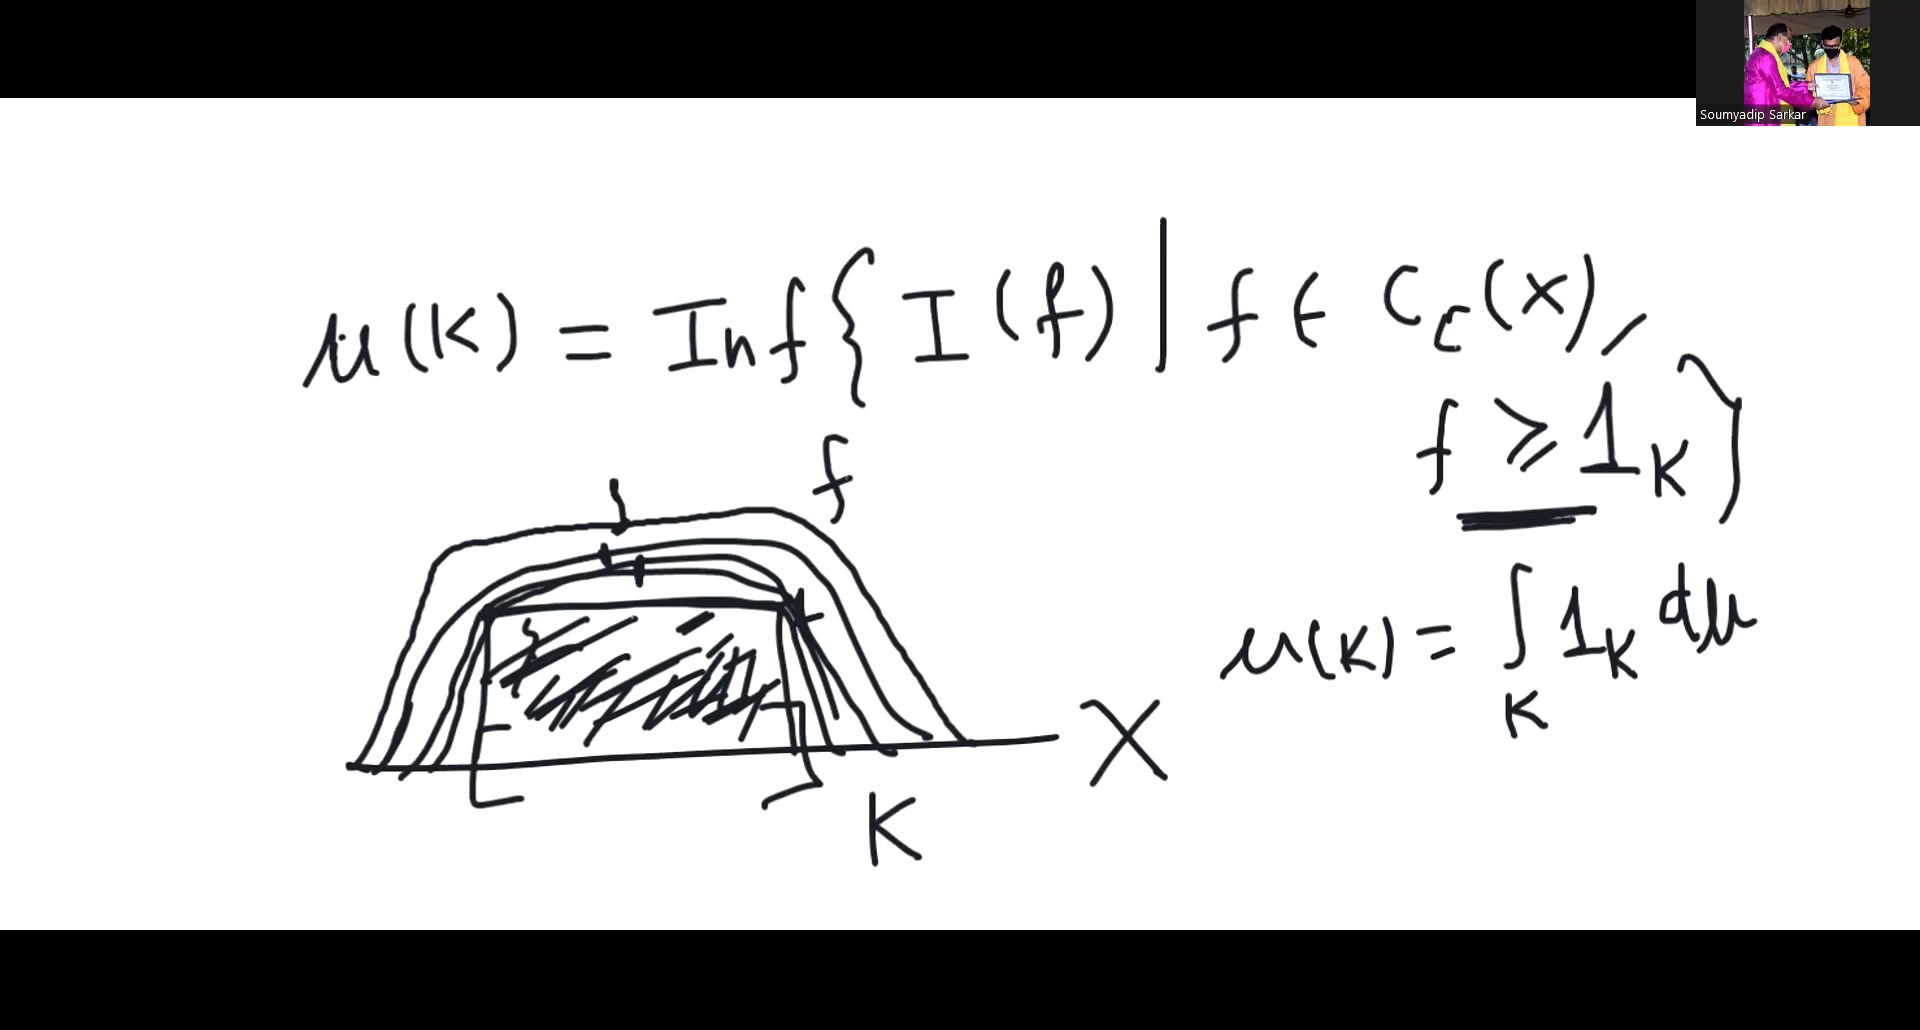 Soumyadip Sarkar
μ(K) = Inf{ I(f) | f ∈ C_c(X),
f ⩾ 1_K }
f
μ(K) = ∫_K 1_K dμ
X
K